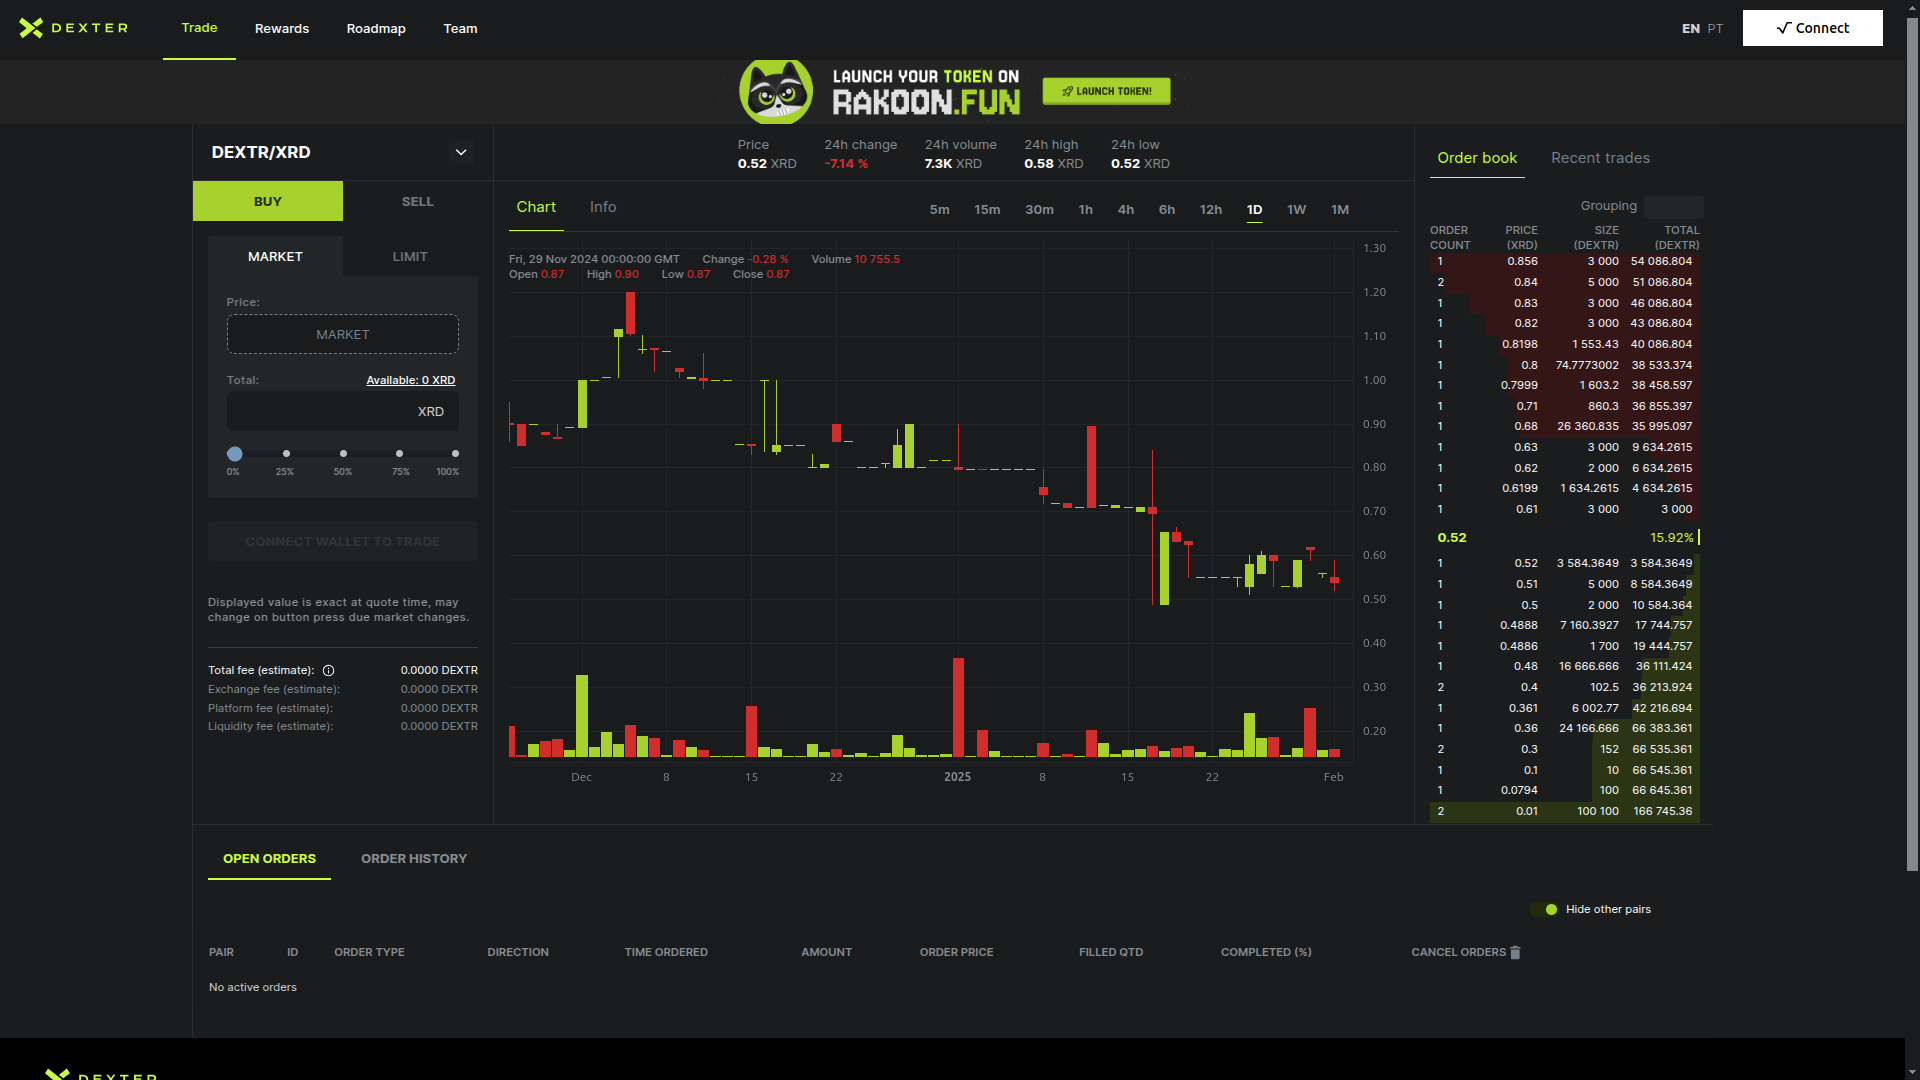 DEXTER
Trade
Rewards
Roadmap
Team
EN PT
Connect
LAUNCH YOUR TOKEN ON
RAKOON.FUN
LAUNCH TOKEN!
DEXTR/XRD
BUY
SELL
MARKET
LIMIT
Price:
MARKET
Total:
Available: 0 XRD
XRD
0% 25% 50% 75% 100%
CONNECT WALLET TO TRADE
Displayed value is exact at quote time, may
change on button press due market changes.
Total fee (estimate): 0.0000 DEXTR
Exchange fee (estimate): 0.0000 DEXTR
Platform fee (estimate): 0.0000 DEXTR
Liquidity fee (estimate): 0.0000 DEXTR
Price 24h change 24h volume 24h high 24h low
0.52 XRD -7.14 % 7.3K XRD 0.58 XRD 0.52 XRD
Chart Info
5m 15m 30m 1h 4h 6h 12h 1D 1W 1M
Fri, 29 Nov 2024 00:00:00 GMT Change -0.28 % Volume 10 755.5
Open 0.87 High 0.90 Low 0.87 Close 0.87
1.30
1.20
1.10
1.00
0.90
0.80
0.70
0.60
0.50
0.40
0.30
0.20
Dec 8 15 22 2025 8 15 22 Feb
Order book Recent trades
Grouping
ORDER PRICE SIZE TOTAL
COUNT (XRD) (DEXTR) (DEXTR)
1 0.856 3 000 54 086.804
2 0.84 5 000 51 086.804
1 0.83 3 000 46 086.804
1 0.82 3 000 43 086.804
1 0.8198 1 553.43 40 086.804
1 0.8 74.7773002 38 533.374
1 0.7999 1 603.2 38 458.597
1 0.71 860.3 36 855.397
1 0.68 26 360.835 35 995.097
1 0.63 3 000 9 634.2615
1 0.62 2 000 6 634.2615
1 0.6199 1 634.2615 4 634.2615
1 0.61 3 000 3 000
0.52 15.92%
1 0.52 3 584.3649 3 584.3649
1 0.51 5 000 8 584.3649
1 0.5 2 000 10 584.364
1 0.4888 7 160.3927 17 744.757
1 0.4886 1 700 19 444.757
1 0.48 16 666.666 36 111.424
2 0.4 102.5 36 213.924
1 0.361 6 002.77 42 216.694
1 0.36 24 166.666 66 383.361
2 0.3 152 66 535.361
1 0.1 10 66 545.361
1 0.0794 100 66 645.361
2 0.01 100 100 166 745.36
OPEN ORDERS ORDER HISTORY
Hide other pairs
PAIR ID ORDER TYPE DIRECTION TIME ORDERED AMOUNT ORDER PRICE FILLED QTD COMPLETED (%) CANCEL ORDERS
No active orders
DEXTER